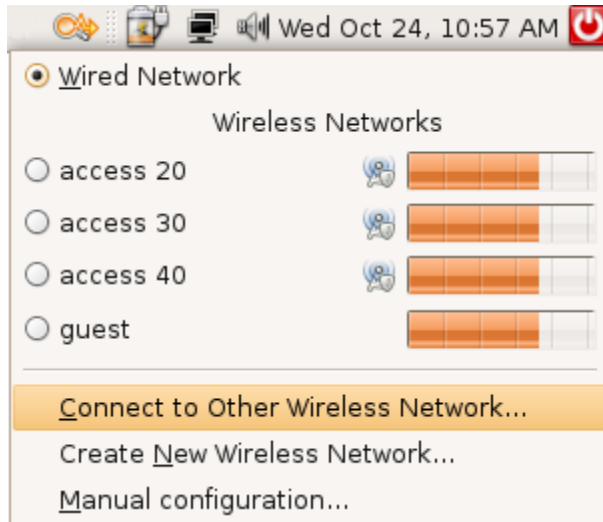 Wed Oct 24, 10:57 AM
Wired Network
Wireless Networks
access 20
access 30
access 40
guest
Connect to Other Wireless Network...
Create New Wireless Network...
Manual configuration...